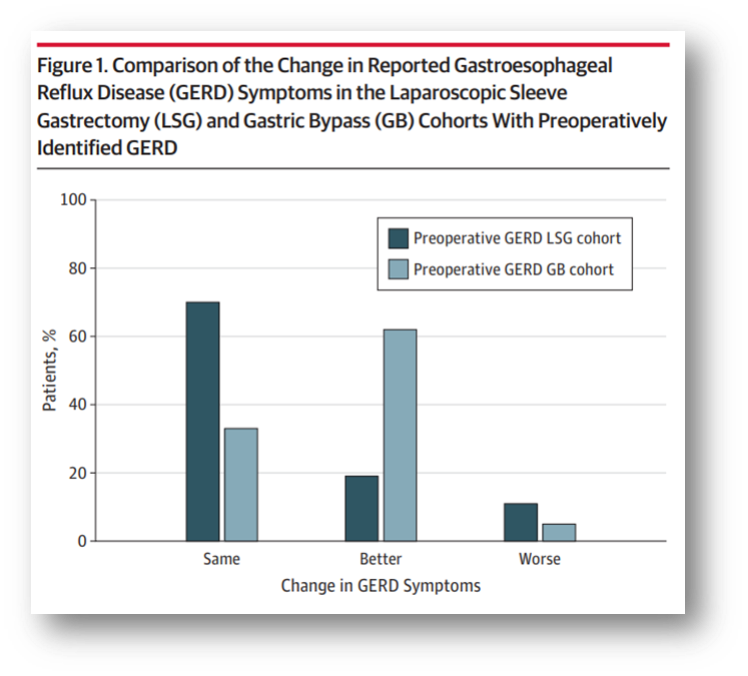 Figure 1. Comparison of the Change in Reported Gastroesophageal
Reflux Disease (GERD) Symptoms in the Laparoscopic Sleeve
Gastrectomy (LSG) and Gastric Bypass (GB) Cohorts With Preoperatively
Identified GERD
100
Preoperative GERD LSG cohort
80
Preoperative GERD GB cohort
60
Patients, %
40
20
0
Same Better Worse
Change in GERD Symptoms